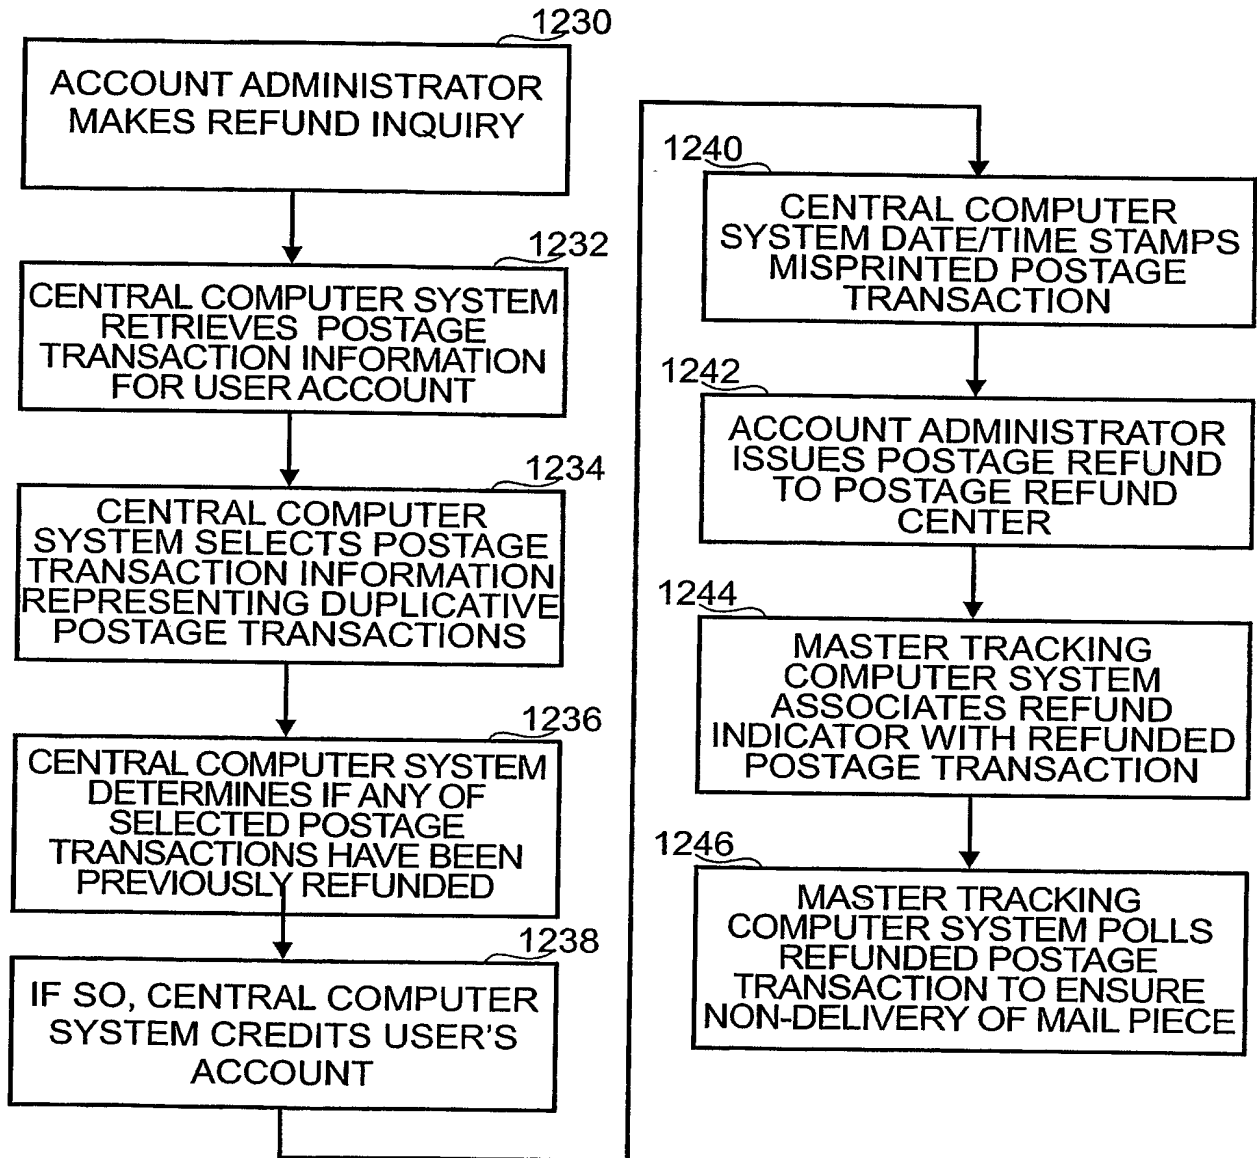 1230
ACCOUNT ADMINISTRATOR
MAKES REFUND INQUIRY
1232
CENTRAL COMPUTER SYSTEM
RETRIEVES POSTAGE
TRANSACTION INFORMATION
FOR USER ACCOUNT
1234
CENTRAL COMPUTER
SYSTEM SELECTS POSTAGE
TRANSACTION INFORMATION
REPRESENTING DUPLICATIVE
POSTAGE TRANSACTIONS
1236
CENTRAL COMPUTER SYSTEM
DETERMINES IF ANY OF
SELECTED POSTAGE
TRANSACTIONS HAVE BEEN
PREVIOUSLY REFUNDED
1238
IF SO, CENTRAL COMPUTER
SYSTEM CREDITS USER'S
ACCOUNT
1240
CENTRAL COMPUTER
SYSTEM DATE/TIME STAMPS
MISPRINTED POSTAGE
TRANSACTION
1242
ACCOUNT ADMINISTRATOR
ISSUES POSTAGE REFUND
TO POSTAGE REFUND
CENTER
1244
MASTER TRACKING
COMPUTER SYSTEM
ASSOCIATES REFUND
INDICATOR WITH REFUNDED
POSTAGE TRANSACTION
1246
MASTER TRACKING
COMPUTER SYSTEM POLLS
REFUNDED POSTAGE
TRANSACTION TO ENSURE
NON-DELIVERY OF MAIL PIECE